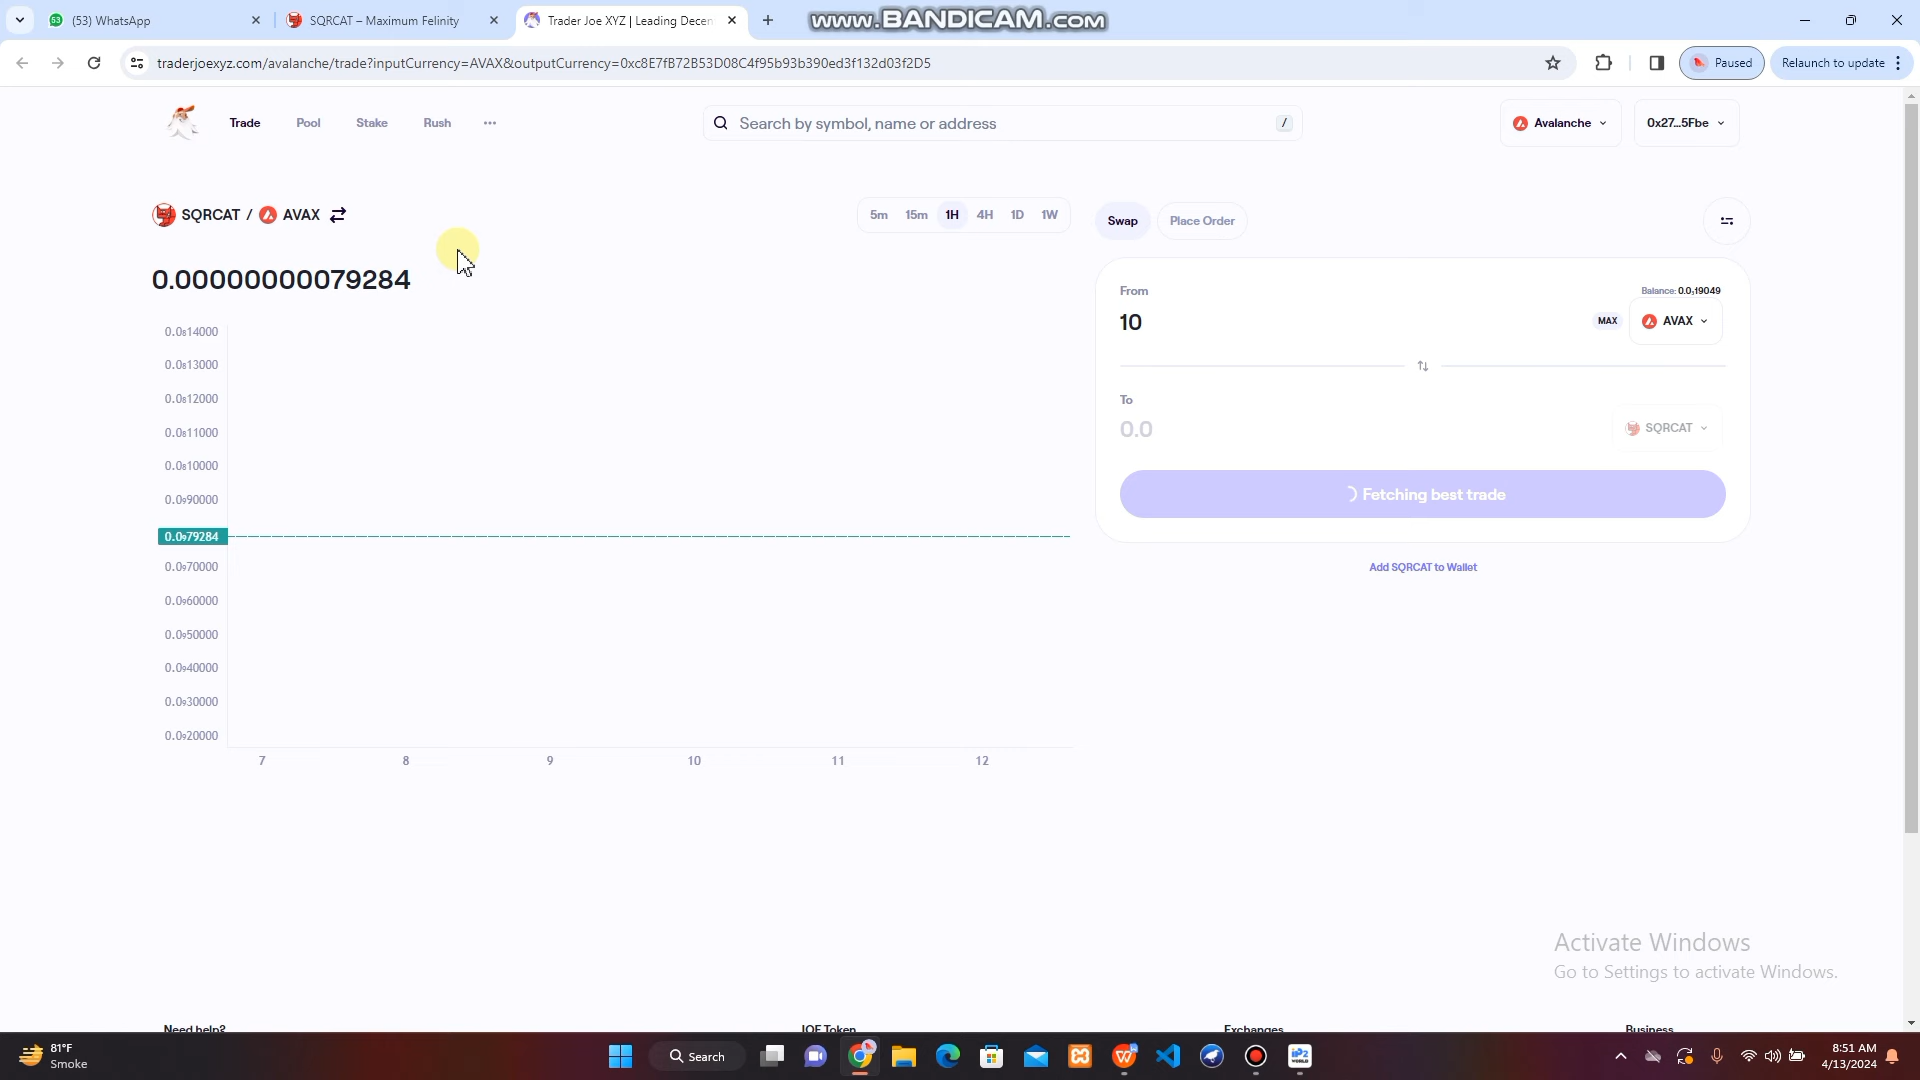 (53) WhatsApp
SQRCAT – Maximum Felinity
Trader Joe XYZ | Leading Decen
www.BANDICAM.com
traderjoexyz.com/avalanche/trade?inputCurrency=AVAX&outputCurrency=0xc8E7fB72B53D08C4f95b93b390ed3f132d03f2D5
Paused
Relaunch to update
Trade
Pool
Stake
Rush
Search by symbol, name or address
/
Avalanche
0x27...5Fbe
SQRCAT / AVAX
5m 15m 1H 4H 1D 1W
Swap
Place Order
0.00000000079284
From
Balance: 0.0₅19049
10
MAX
AVAX
To
0.0
SQRCAT
Fetching best trade
Add SQRCAT to Wallet
0.0₈14000
0.0₈13000
0.0₈12000
0.0₈11000
0.0₈10000
0.0₉90000
0.0₉79284
0.0₉70000
0.0₉60000
0.0₉50000
0.0₉40000
0.0₉30000
0.0₉20000
7 8 9 10 11 12
Activate Windows
Go to Settings to activate Windows.
Need help?
JOE Token
Exchanges
Business
81°F
Smoke
Search
8:51 AM
4/13/2024